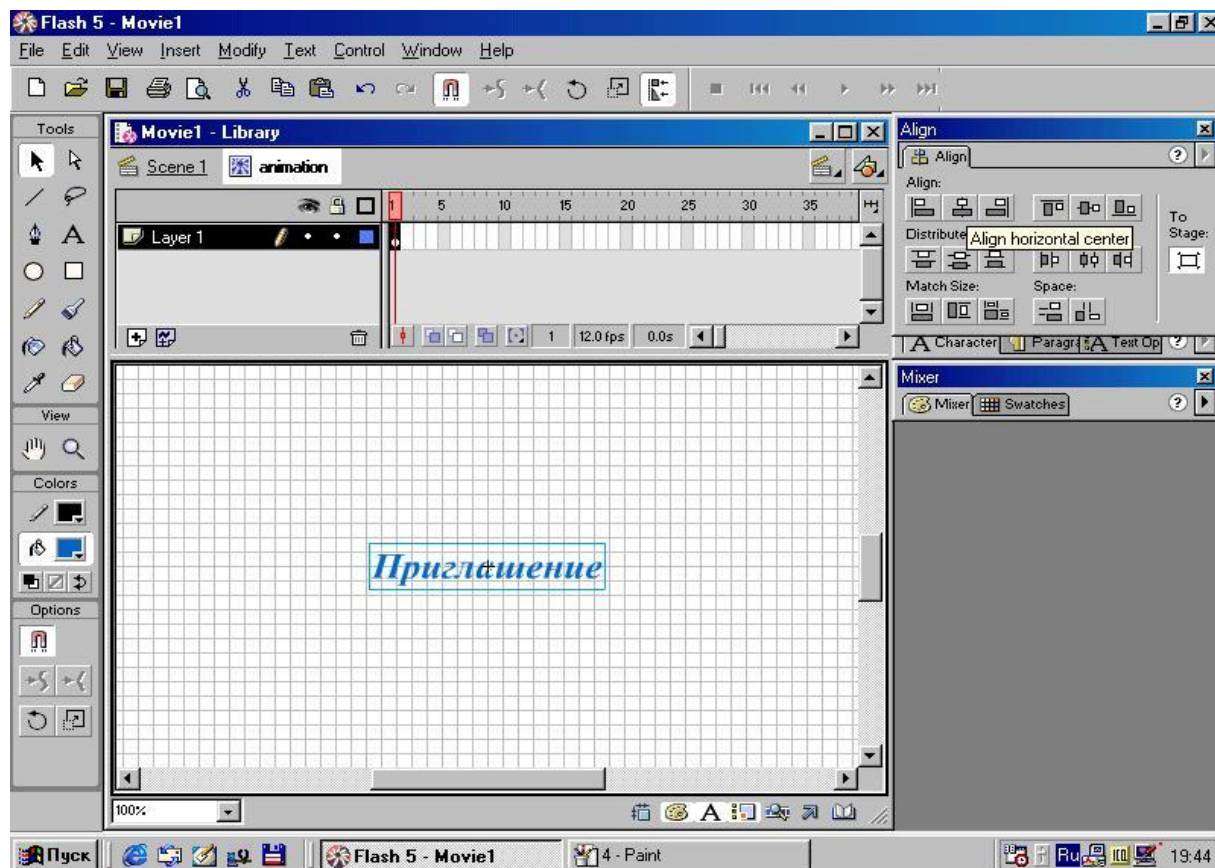 Flash 5 - Movie1
File Edit View Insert Modify Text Control Window Help
Tools
Movie1 - Library
Scene 1 animation
1 5 10 15 20 25 30 35
Layer 1
1 12.0 fps 0.0s
View
Colors
Options
Приглашение
100%
Align
Align
Align:
To Stage:
Distribute
Align horizontal center
Match Size: Space:
Character Paragr Text Op
Mixer
Mixer Swatches
Пуск Flash 5 - Movie1 4 - Paint Ru 19:44